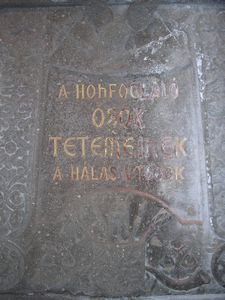 A HONFOGLALÓ
ŐSÖK
TETEMEINEK
A HÁLÁS UTÓDOK